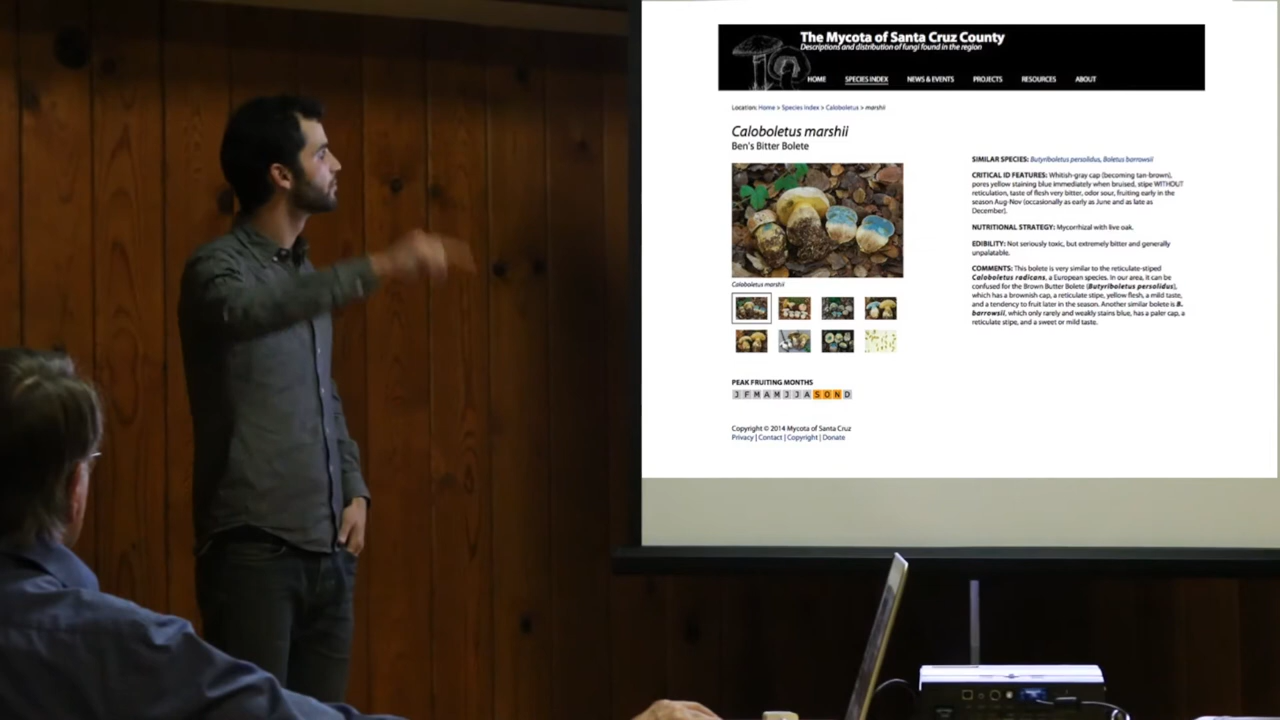 The Mycota of Santa Cruz County
Descriptions and distribution of fungi found in the region
HOME SPECIES INDEX NEWS & EVENTS PROJECTS RESOURCES ABOUT
Location: Home > Species Index > Caloboletus > marshii
Caloboletus marshii
Ben's Bitter Bolete
Caloboletus marshii
SIMILAR SPECIES: Butyriboletus persolidus, Boletus barrowsii
CRITICAL ID FEATURES: Whitish-gray cap (becoming tan-brown),
pores yellow staining blue immediately when bruised, stipe WITHOUT
reticulation, taste of flesh very bitter, odor sour, fruiting early in the
season Aug-Nov (occasionally as early as June and as late as
December).
NUTRITIONAL STRATEGY: Mycorrhizal with live oak.
EDIBILITY: Not seriously toxic, but extremely bitter and generally
unpalatable.
COMMENTS: This bolete is very similar to the reticulate-stiped
Caloboletus radicans, a European species. In our area, it can be
confused for the Brown Butter Bolete (Butyriboletus persolidus),
which has a brownish cap, a reticulate stipe, yellow flesh, a mild taste,
and a tendency to fruit later in the season. Another similar bolete is B.
barrowsii, which only rarely and weakly stains blue, has a paler cap, a
reticulate stipe, and a sweet or mild taste.
PEAK FRUITING MONTHS
J F M A M J J A S O N D
Copyright © 2014 Mycota of Santa Cruz
Privacy | Contact | Copyright | Donate